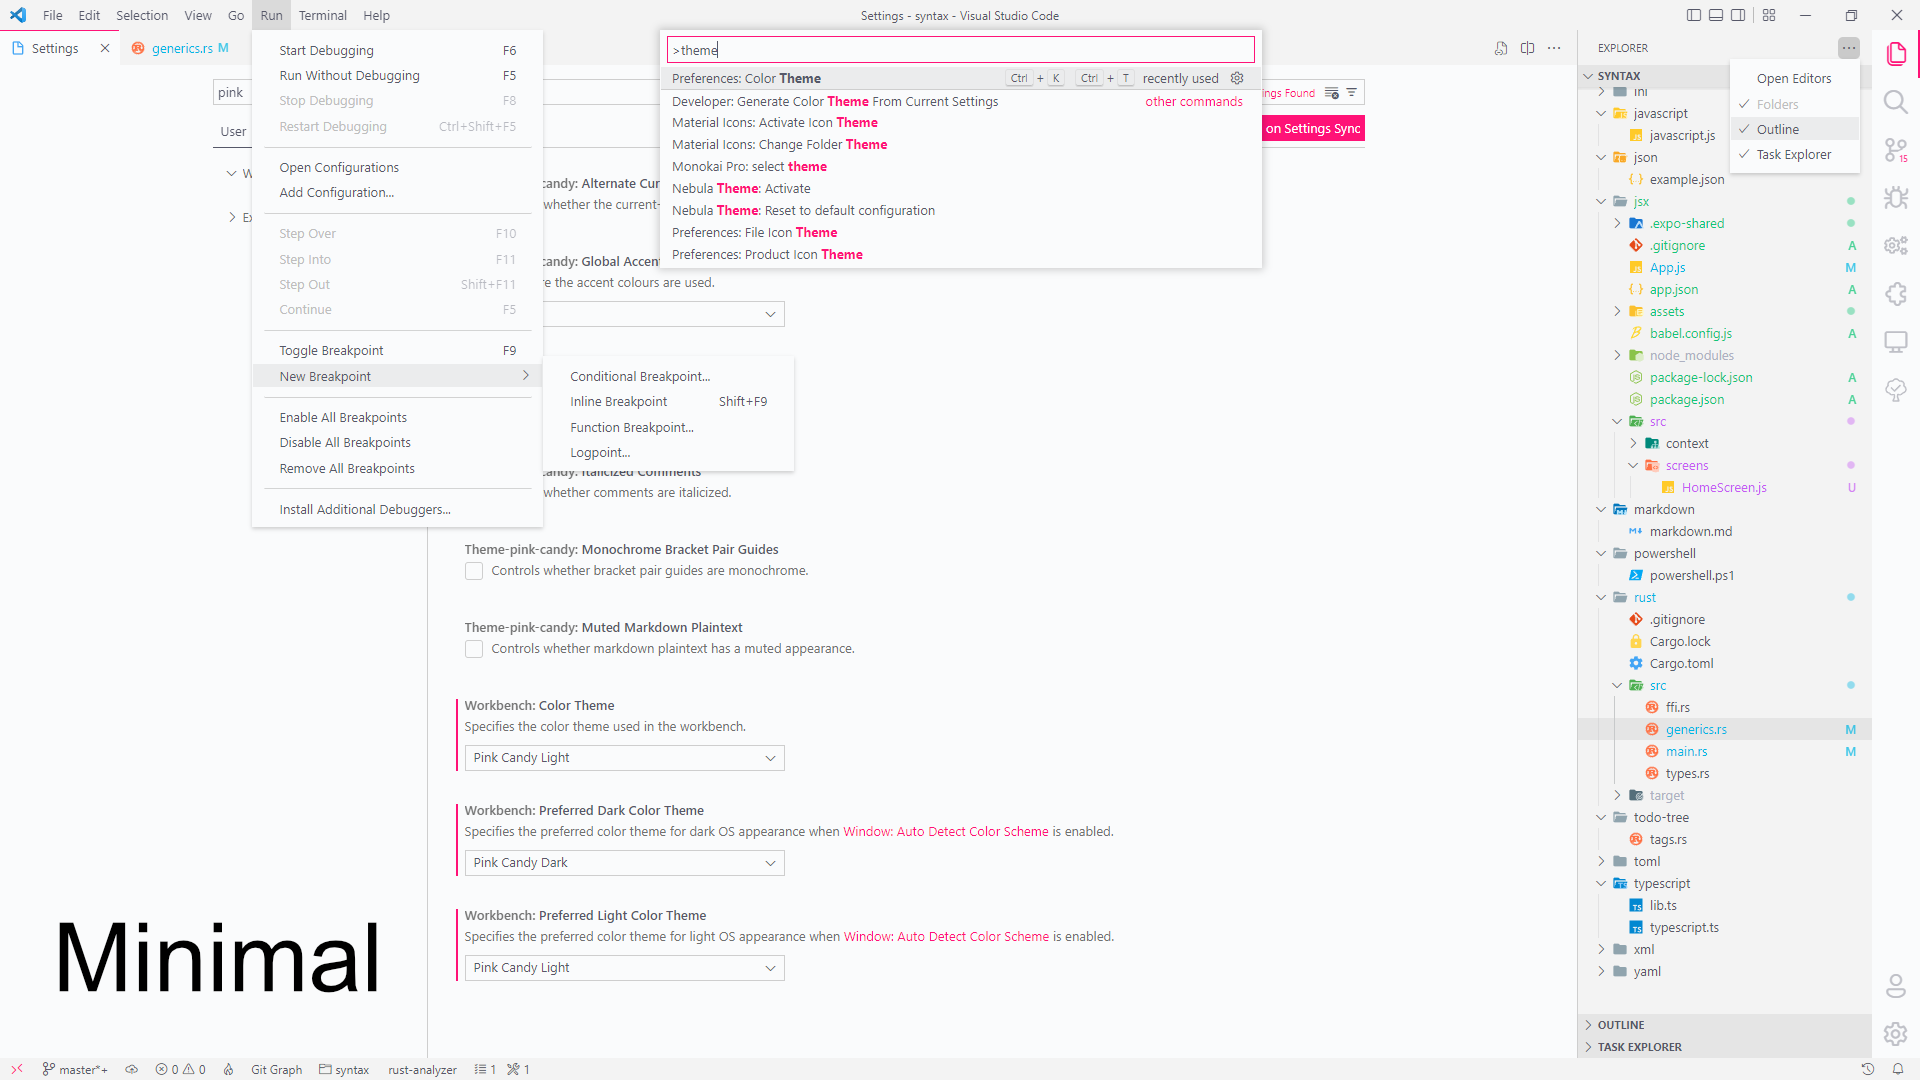 File Edit Selection View Go Run Terminal Help
Settings - syntax - Visual Studio Code
Settings
generics.rs M
pink
User
Start Debugging F6
Run Without Debugging F5
Stop Debugging F8
Restart Debugging Ctrl+Shift+F5
Open Configurations
Add Configuration...
Step Over F10
Step Into F11
Step Out Shift+F11
Continue F5
Toggle Breakpoint F9
New Breakpoint
Enable All Breakpoints
Disable All Breakpoints
Remove All Breakpoints
Install Additional Debuggers...
Conditional Breakpoint...
Inline Breakpoint Shift+F9
Function Breakpoint...
Logpoint...
>theme
Preferences: Color Theme Ctrl + K Ctrl + T recently used
Developer: Generate Color Theme From Current Settings other commands
Material Icons: Activate Icon Theme
Material Icons: Change Folder Theme
Monokai Pro: select theme
Nebula Theme: Activate
Nebula Theme: Reset to default configuration
Preferences: File Icon Theme
Preferences: Product Icon Theme
ngs Found
on Settings Sync
candy: Alternate Cur
whether the current-
candy: Global Accent
re the accent colours are used.
candy: Italicized Comments
whether comments are italicized.
Theme-pink-candy: Monochrome Bracket Pair Guides
Controls whether bracket pair guides are monochrome.
Theme-pink-candy: Muted Markdown Plaintext
Controls whether markdown plaintext has a muted appearance.
Workbench: Color Theme
Specifies the color theme used in the workbench.
Pink Candy Light
Workbench: Preferred Dark Color Theme
Specifies the preferred color theme for dark OS appearance when Window: Auto Detect Color Scheme is enabled.
Pink Candy Dark
Workbench: Preferred Light Color Theme
Specifies the preferred color theme for light OS appearance when Window: Auto Detect Color Scheme is enabled.
Pink Candy Light
Minimal
EXPLORER
SYNTAX
Open Editors
Folders
Outline
Task Explorer
ini
javascript
javascript.js
json
example.json
jsx
.expo-shared
.gitignore A
App.js M
app.json A
assets
babel.config.js A
node_modules
package-lock.json A
package.json A
src
context
screens
HomeScreen.js U
markdown
markdown.md
powershell
powershell.ps1
rust
.gitignore
Cargo.lock
Cargo.toml
src
ffi.rs
generics.rs M
main.rs M
types.rs
target
todo-tree
tags.rs
toml
typescript
lib.ts
typescript.ts
xml
yaml
OUTLINE
TASK EXPLORER
15
master*+ 0 0 Git Graph syntax rust-analyzer 1 1